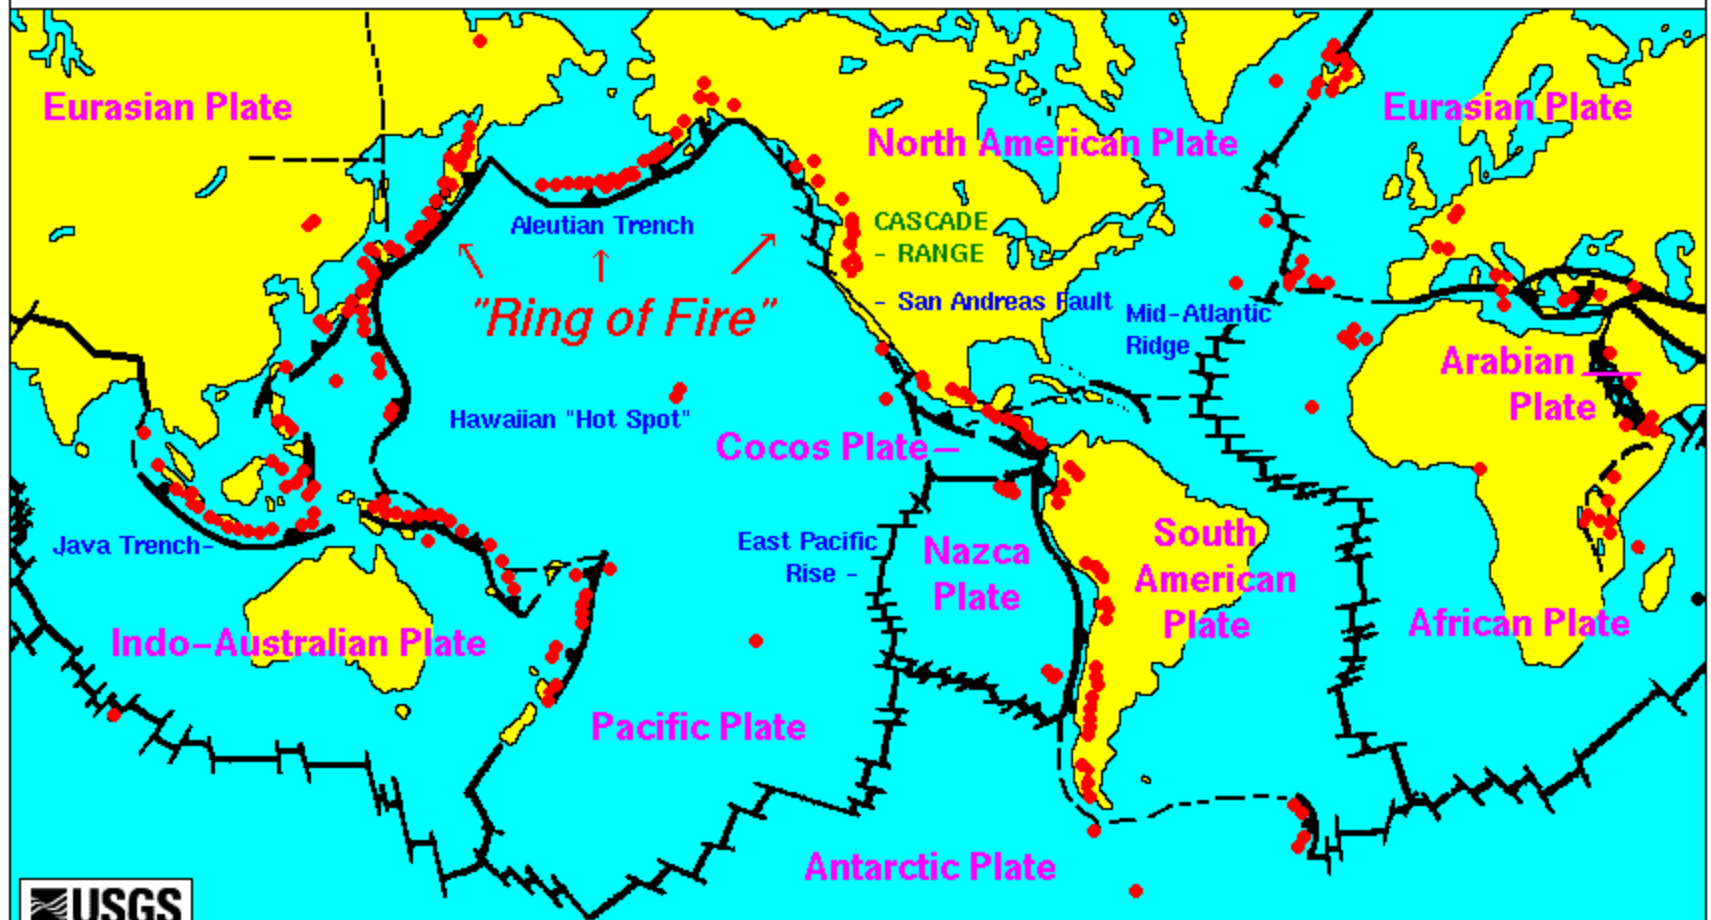 Eurasian Plate
Eurasian Plate
North American Plate
Aleutian Trench
CASCADE
- RANGE
"Ring of Fire"
- San Andreas Fault
Mid-Atlantic
Ridge
Arabian
Plate
Hawaiian "Hot Spot"
Cocos Plate
Java Trench-
East Pacific
Rise -
Nazca
Plate
South
American
Plate
Indo-Australian Plate
African Plate
Pacific Plate
Antarctic Plate
USGS